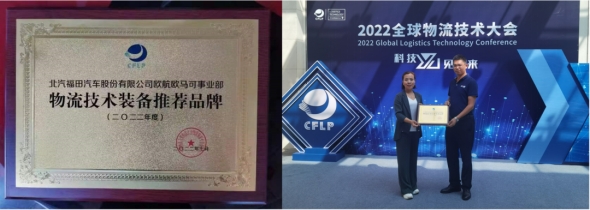 CFLP
北汽福田汽车股份有限公司欧航欧马可事业部
物流技术装备推荐品牌
（二〇二二年度）
2022全球物流技术大会
2022 Global Logistics Technology Conference
科技
见未来
CFLP